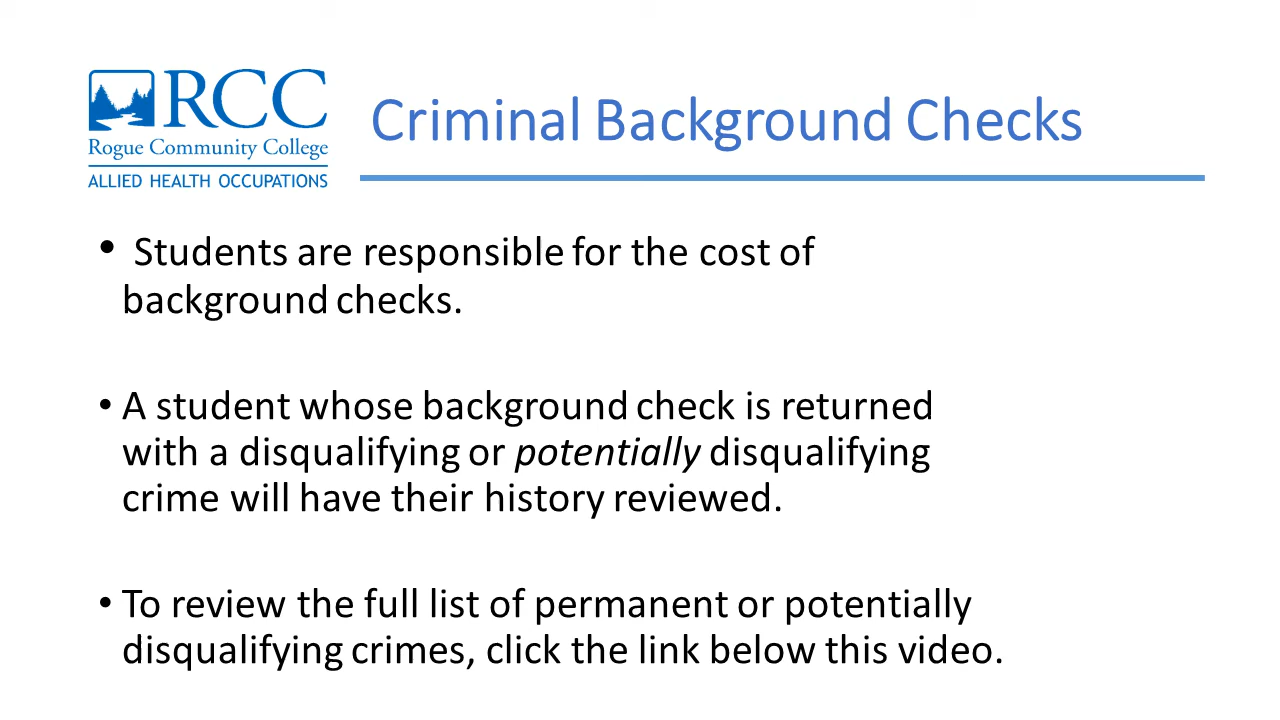 RCC
Rogue Community College
ALLIED HEALTH OCCUPATIONS
Criminal Background Checks
• Students are responsible for the cost of
background checks.
• A student whose background check is returned
with a disqualifying or potentially disqualifying
crime will have their history reviewed.
• To review the full list of permanent or potentially
disqualifying crimes, click the link below this video.